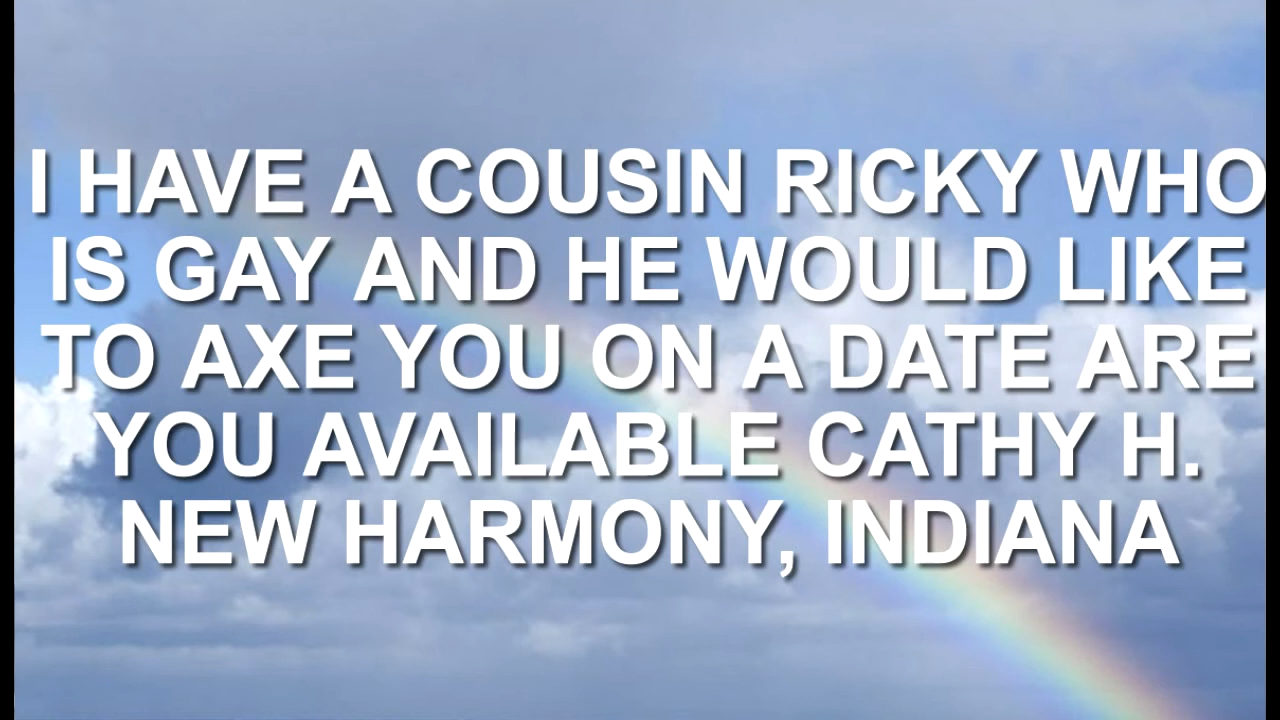 I HAVE A COUSIN RICKY WHO
IS GAY AND HE WOULD LIKE
TO AXE YOU ON A DATE ARE
YOU AVAILABLE CATHY H.
NEW HARMONY, INDIANA